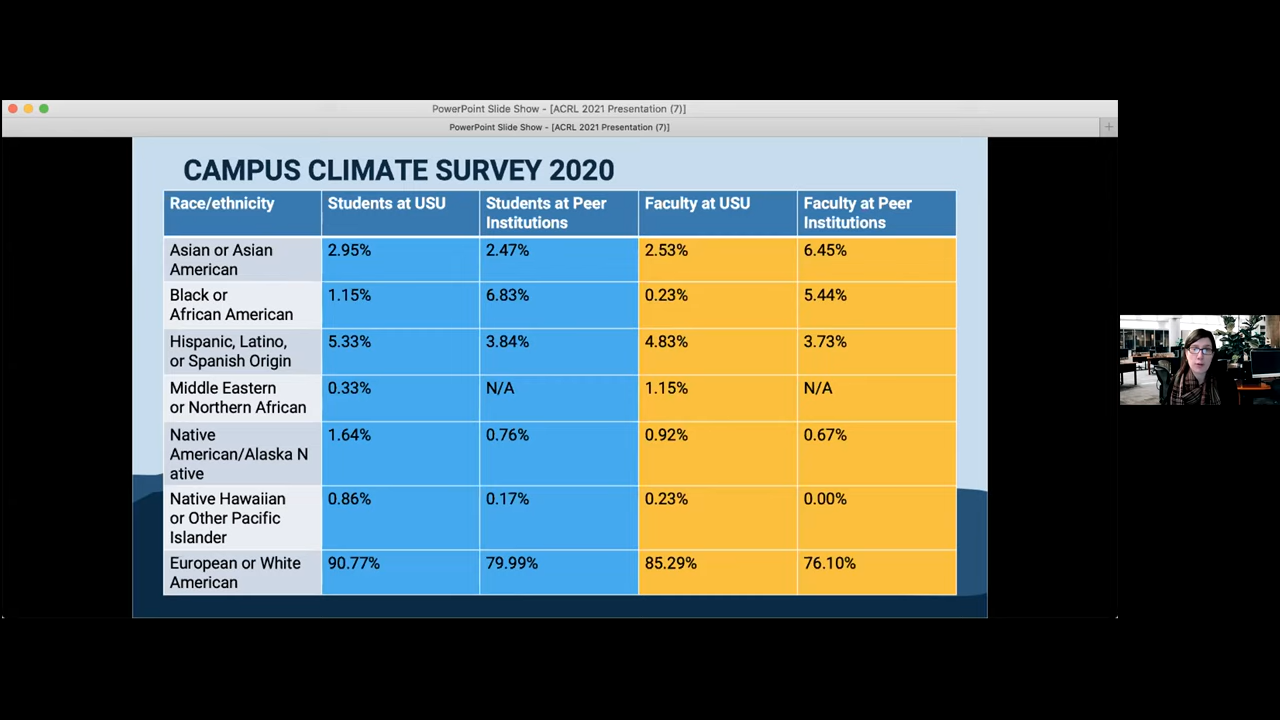 PowerPoint Slide Show - [ACRL 2021 Presentation (7)]
PowerPoint Slide Show - [ACRL 2021 Presentation (7)]
+
CAMPUS CLIMATE SURVEY 2020
Race/ethnicity
Students at USU
Students at Peer
Institutions
Faculty at USU
Faculty at Peer
Institutions
Asian or Asian
American
2.95%
2.47%
2.53%
6.45%
Black or
African American
1.15%
6.83%
0.23%
5.44%
Hispanic, Latino,
or Spanish Origin
5.33%
3.84%
4.83%
3.73%
Middle Eastern
or Northern African
0.33%
N/A
1.15%
N/A
Native
American/Alaska N
ative
1.64%
0.76%
0.92%
0.67%
Native Hawaiian
or Other Pacific
Islander
0.86%
0.17%
0.23%
0.00%
European or White
American
90.77%
79.99%
85.29%
76.10%